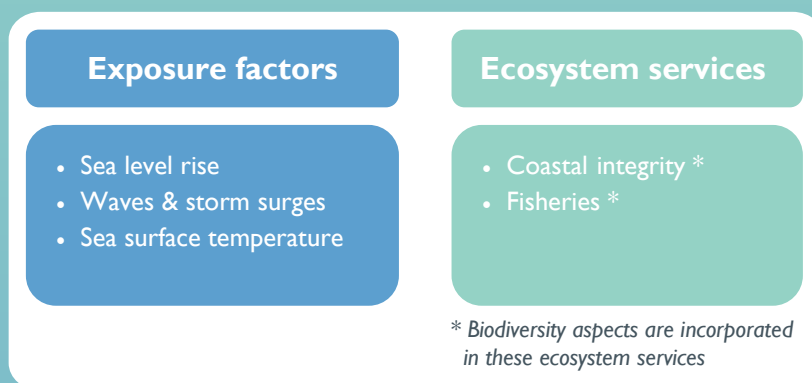 Exposure factors
• Sea level rise
• Waves & storm surges
• Sea surface temperature
Ecosystem services
• Coastal integrity *
• Fisheries *
* Biodiversity aspects are incorporated
in these ecosystem services